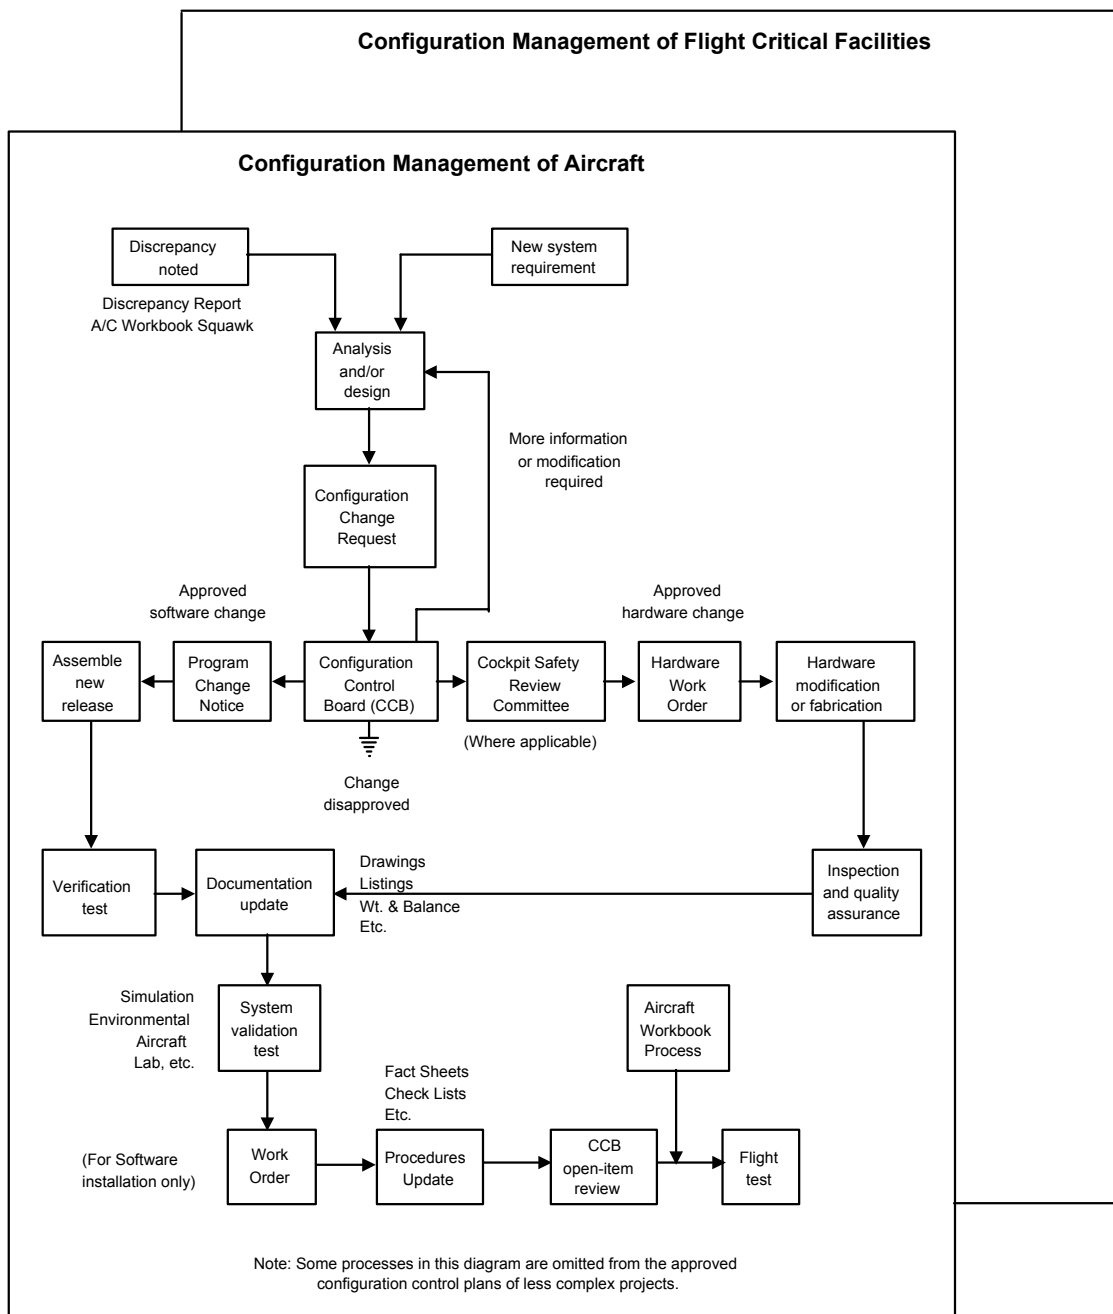 Configuration Management of Flight Critical Facilities
Configuration Management of Aircraft
Discrepancy
noted
New system
requirement
Discrepancy Report
A/C Workbook Squawk
Analysis
and/or
design
More information
or modification
required
Configuration
Change
Request
Approved
software change
Approved
hardware change
Assemble
new
release
Program
Change
Notice
Configuration
Control
Board (CCB)
Cockpit Safety
Review
Committee
Hardware
Work
Order
Hardware
modification
or fabrication
(Where applicable)
Change
disapproved
Verification
test
Documentation
update
Drawings
Listings
Wt. & Balance
Etc.
Inspection
and quality
assurance
Simulation
Environmental
Aircraft
Lab, etc.
System
validation
test
Aircraft
Workbook
Process
Fact Sheets
Check Lists
Etc.
(For Software
installation only)
Work
Order
Procedures
Update
CCB
open-item
review
Flight
test
Note: Some processes in this diagram are omitted from the approved
configuration control plans of less complex projects.